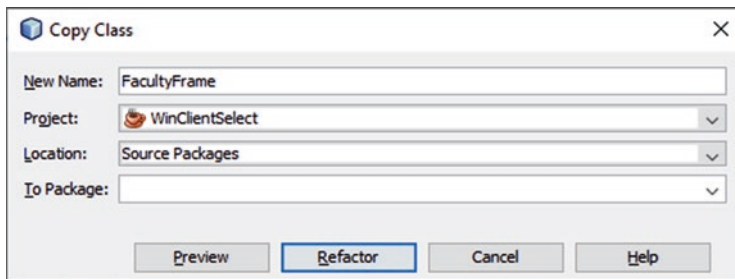 Copy Class
New Name: FacultyFrame
Project: WinClientSelect
Location: Source Packages
To Package:
Preview Refactor Cancel Help